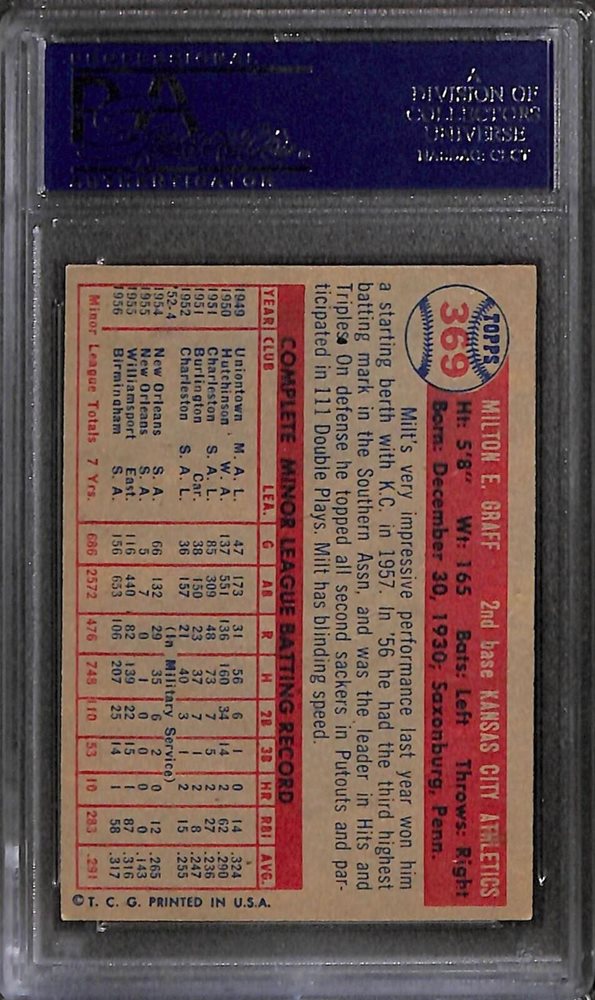 PROFESSIONAL
PSA
AUTHENTICATOR
A
DIVISION OF
COLLECTORS
UNIVERSE
NASDAQ: CLCT
TOPPS
369
MILTON E. GRAFF 2nd base KANSAS CITY ATHLETICS
Ht: 5'8" Wt: 165 Bats: Left Throws: Right
Born: December 30, 1930; Saxonburg, Penn.
Milt's very impressive performance last year won him
a starting berth with K.C. in 1957. In '56 he had the third highest
batting mark in the Southern Assn, and was the leader in Hits and
Triples. On defense he topped all second sackers in Putouts and par-
ticipated in 111 Double Plays. Milt has blinding speed.
COMPLETE MINOR LEAGUE BATTING RECORD
YEAR CLUB LEA. G AB R H 2B 3B HR RBI AVG.
1949 Uniontown M. A. L. 47 173 31 56 6 1 0 14 .324
1950 Hutchinson W. A. 137 551 136 160 34 14 2 62 .290
1951 Charleston S. A. L. 85 309 48 73 7 5 2 27 .236
1951 Burlington Car. 38 150 23 37 7 1 2 8 .247
1952 Charleston S. A. L. 36 157 21 40 3 1 2 15 .255
'52-4 (In Military Service)
1954 New Orleans S. A. 66 132 29 35 6 2 0 12 .265
1955 New Orleans S. A. 5 7 0 1 0 0 0 0 .143
1955 Williamsport East. 116 440 82 139 22 15 1 87 .316
1956 Birmingham S. A. 156 653 106 207 25 14 1 58 .317
Minor League Totals 7 Yrs. 686 2572 476 748 110 53 10 283 .291
© T. C. G. PRINTED IN U.S.A.